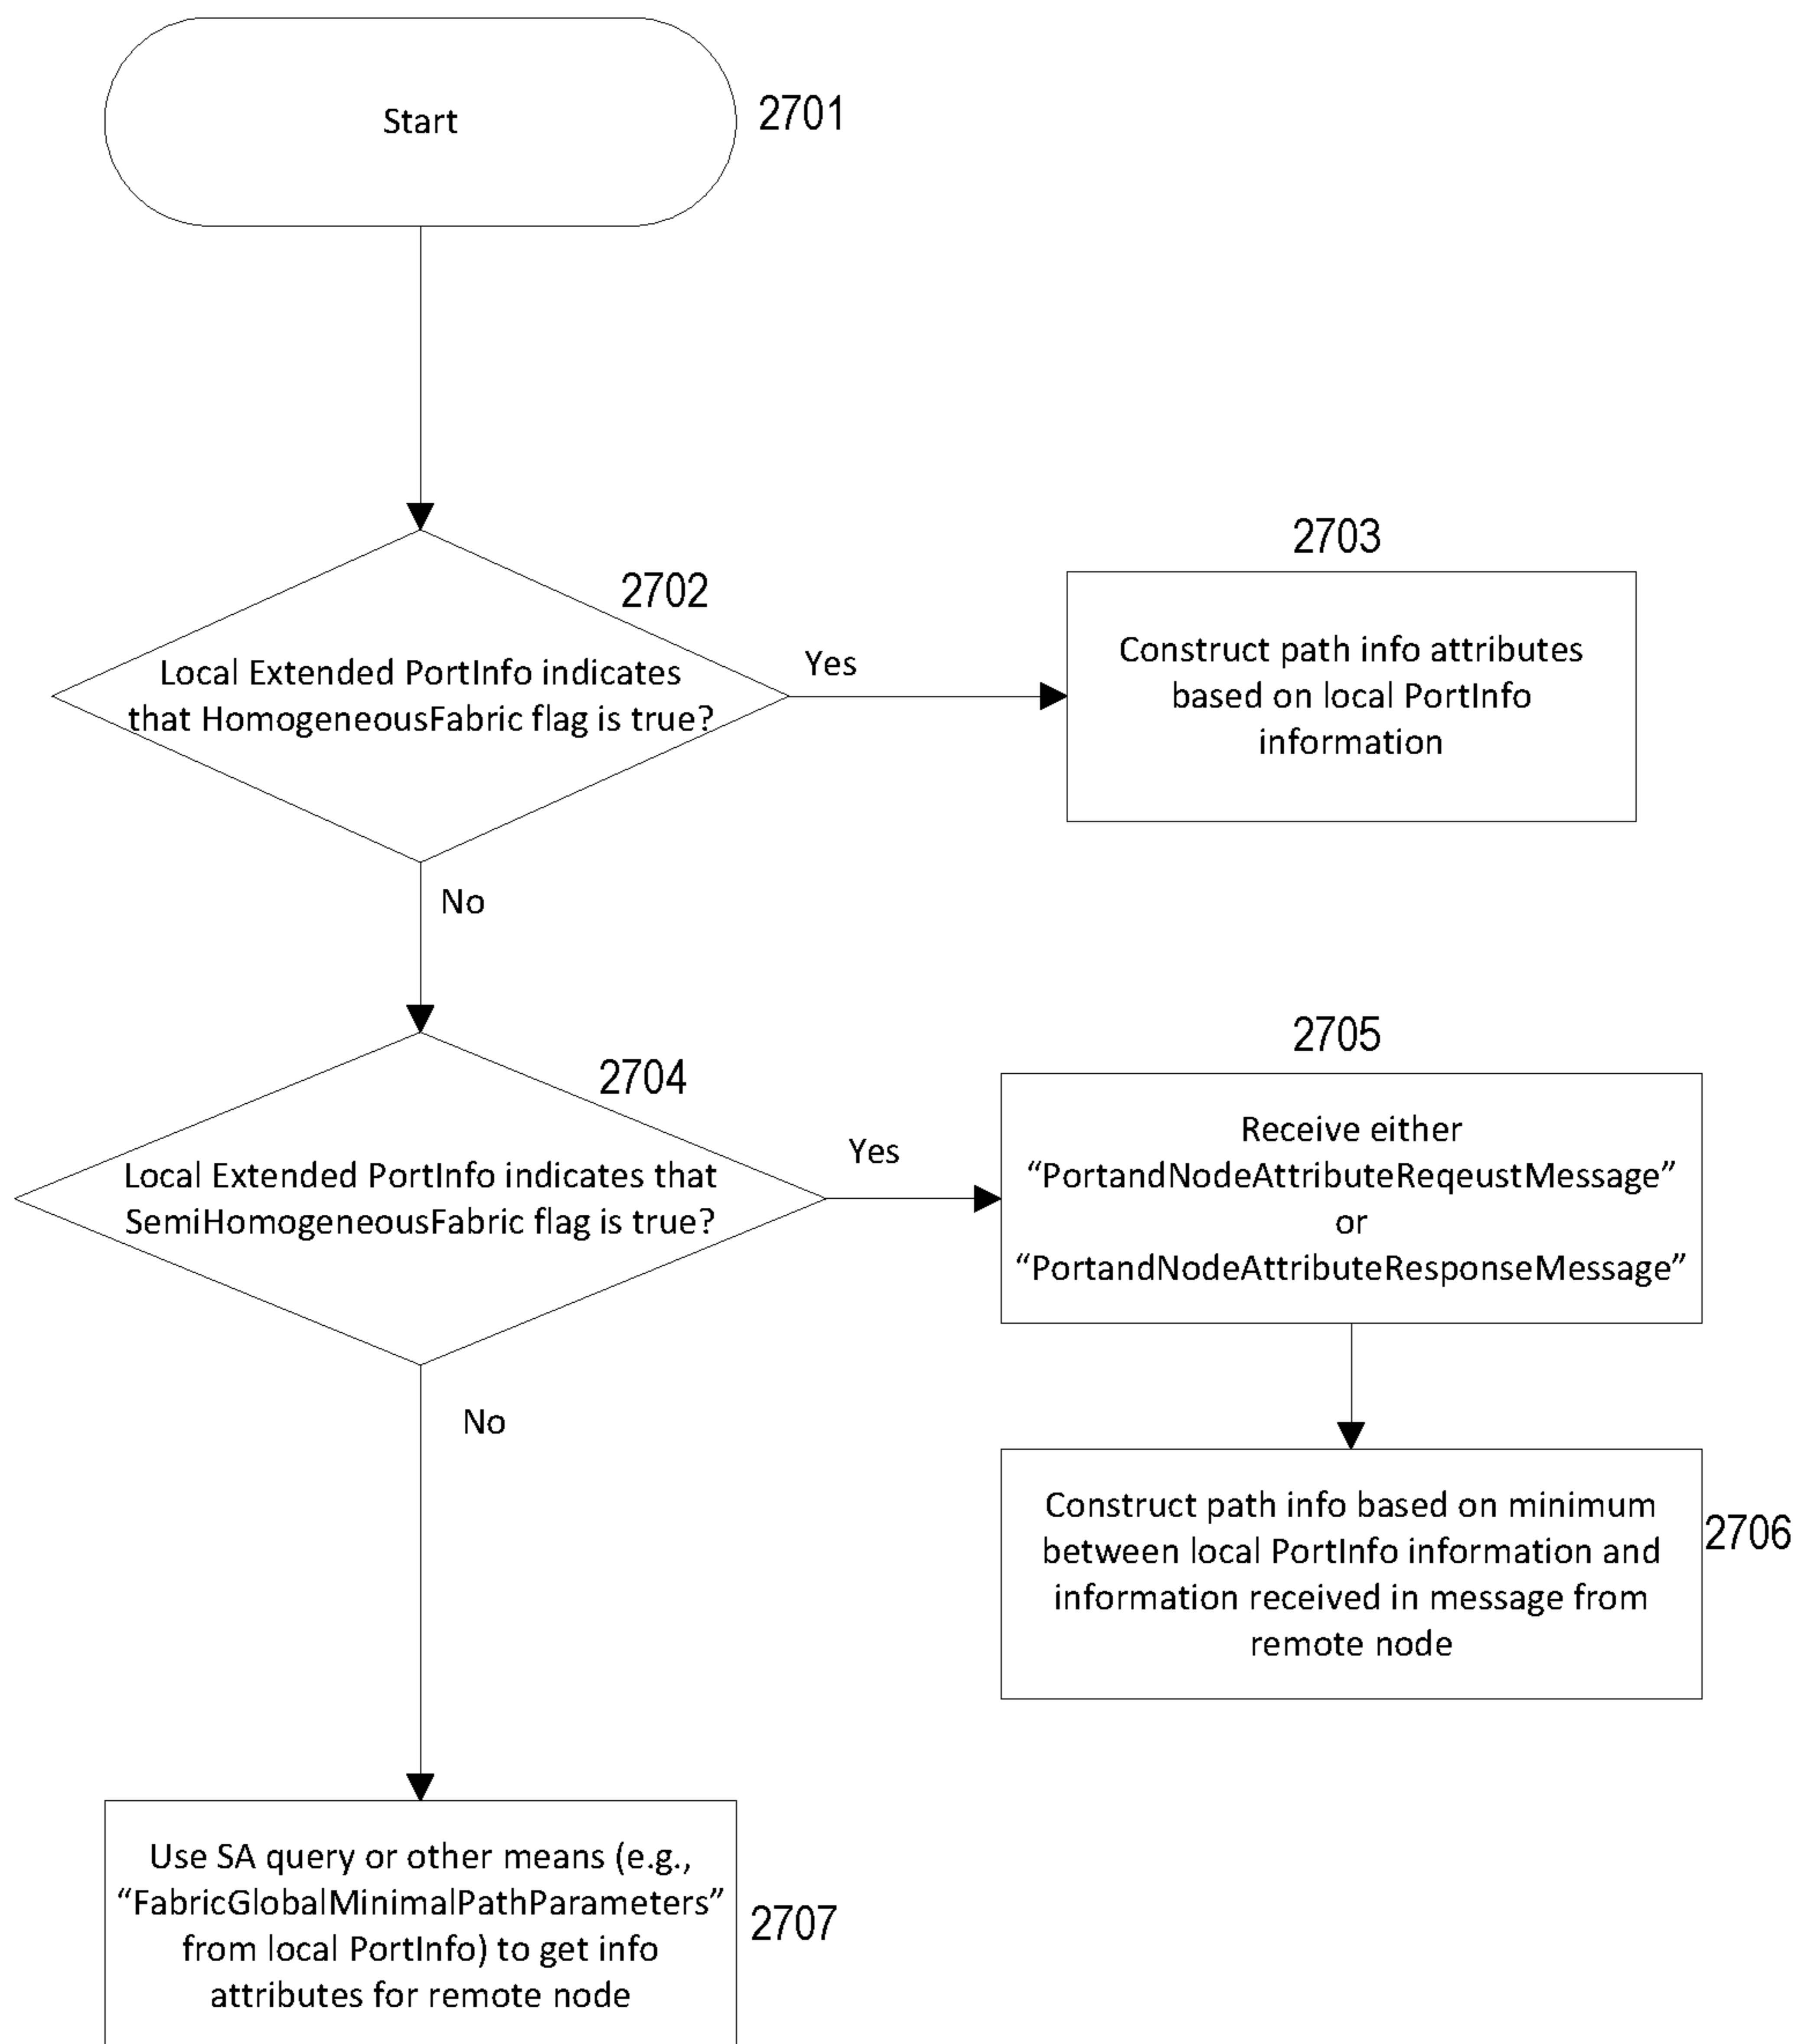 Start
2701
2702
Local Extended PortInfo indicates
that HomogeneousFabric flag is true?
Yes
2703
Construct path info attributes
based on local PortInfo
information
No
2704
Local Extended PortInfo indicates that
SemiHomogeneousFabric flag is true?
Yes
2705
Receive either
“PortandNodeAttributeReqeustMessage”
or
“PortandNodeAttributeResponseMessage”
No
Construct path info based on minimum
between local PortInfo information and
information received in message from
remote node
2706
Use SA query or other means (e.g.,
“FabricGlobalMinimalPathParameters”
from local PortInfo) to get info
attributes for remote node
2707